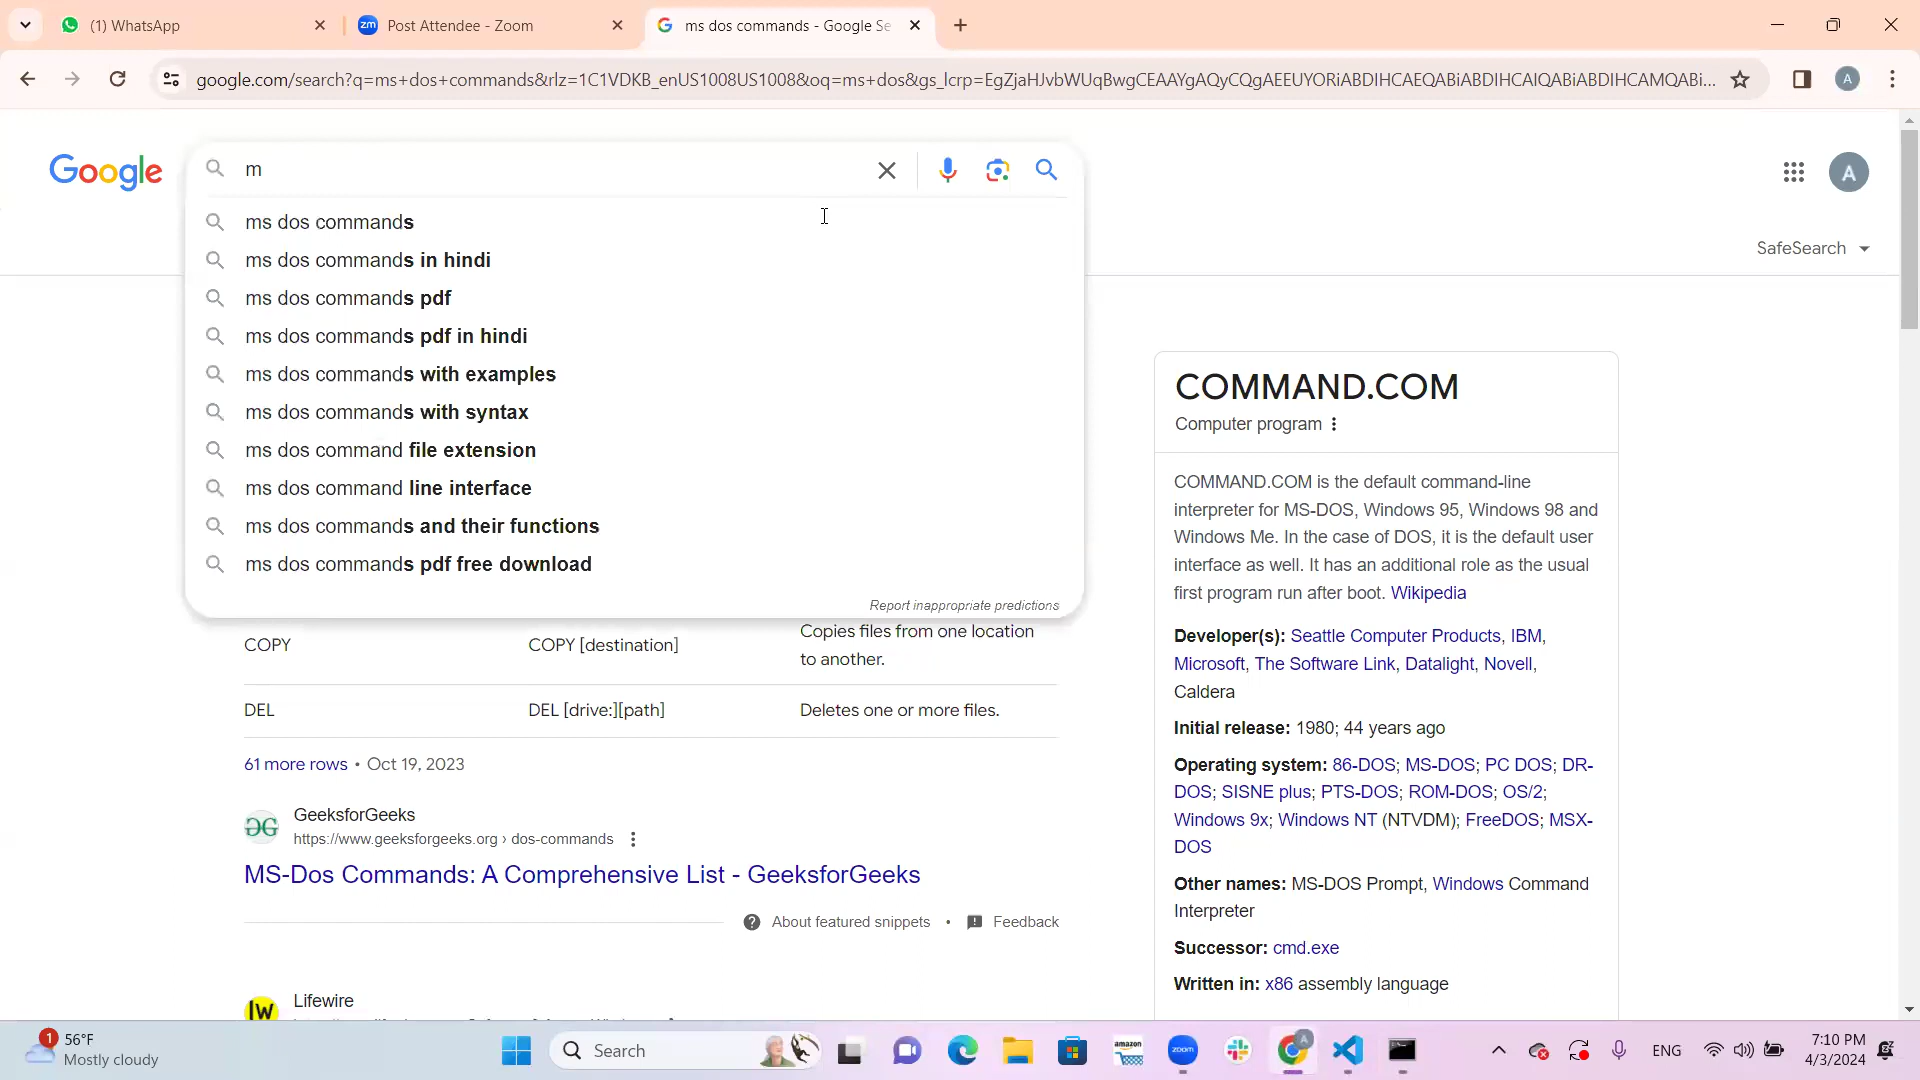 (1) WhatsApp
zm Post Attendee - Zoom
ms dos commands - Google Se
google.com/search?q=ms+dos+commands&rlz=1C1VDKB_enUS1008US1008&oq=ms+dos&gs_lcrp=EgZjaHJvbWUqBwgCEAAYgAQyCQgAEEUYORiABDIHCAEQABiABDIHCAIQABiABDIHCAMQABi...
A
Google
m
A
ms dos commands
ms dos commands in hindi
SafeSearch
ms dos commands pdf
ms dos commands pdf in hindi
ms dos commands with examples
ms dos commands with syntax
ms dos command file extension
ms dos command line interface
ms dos commands and their functions
ms dos commands pdf free download
Report inappropriate predictions
COPY COPY [destination] Copies files from one location
to another.
DEL DEL [drive:][path] Deletes one or more files.
61 more rows • Oct 19, 2023
GeeksforGeeks
https://www.geeksforgeeks.org › dos-commands
MS-Dos Commands: A Comprehensive List - GeeksforGeeks
About featured snippets • Feedback
lw Lifewire
COMMAND.COM
Computer program
COMMAND.COM is the default command-line
interpreter for MS-DOS, Windows 95, Windows 98 and
Windows Me. In the case of DOS, it is the default user
interface as well. It has an additional role as the usual
first program run after boot. Wikipedia
Developer(s): Seattle Computer Products, IBM,
Microsoft, The Software Link, Datalight, Novell,
Caldera
Initial release: 1980; 44 years ago
Operating system: 86-DOS; MS-DOS; PC DOS; DR-
DOS; SISNE plus; PTS-DOS; ROM-DOS; OS/2;
Windows 9x; Windows NT (NTVDM); FreeDOS; MSX-
DOS
Other names: MS-DOS Prompt, Windows Command
Interpreter
Successor: cmd.exe
Written in: x86 assembly language
1 56°F
Mostly cloudy
Search
amazon
zoom
A
ENG
7:10 PM
4/3/2024